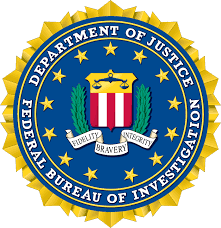 DEPARTMENT OF JUSTICE
FIDELITY BRAVERY INTEGRITY
FEDERAL BUREAU OF INVESTIGATION